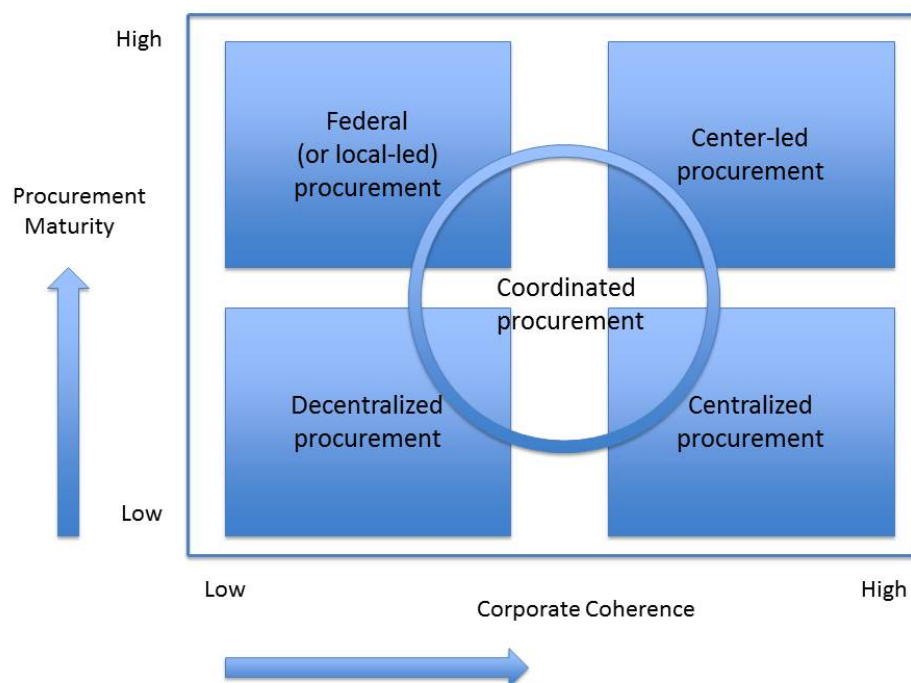 High
Federal
(or local-led)
procurement
Center-led
procurement
Procurement
Maturity
Coordinated
procurement
Decentralized
procurement
Centralized
procurement
Low
Low
High
Corporate Coherence